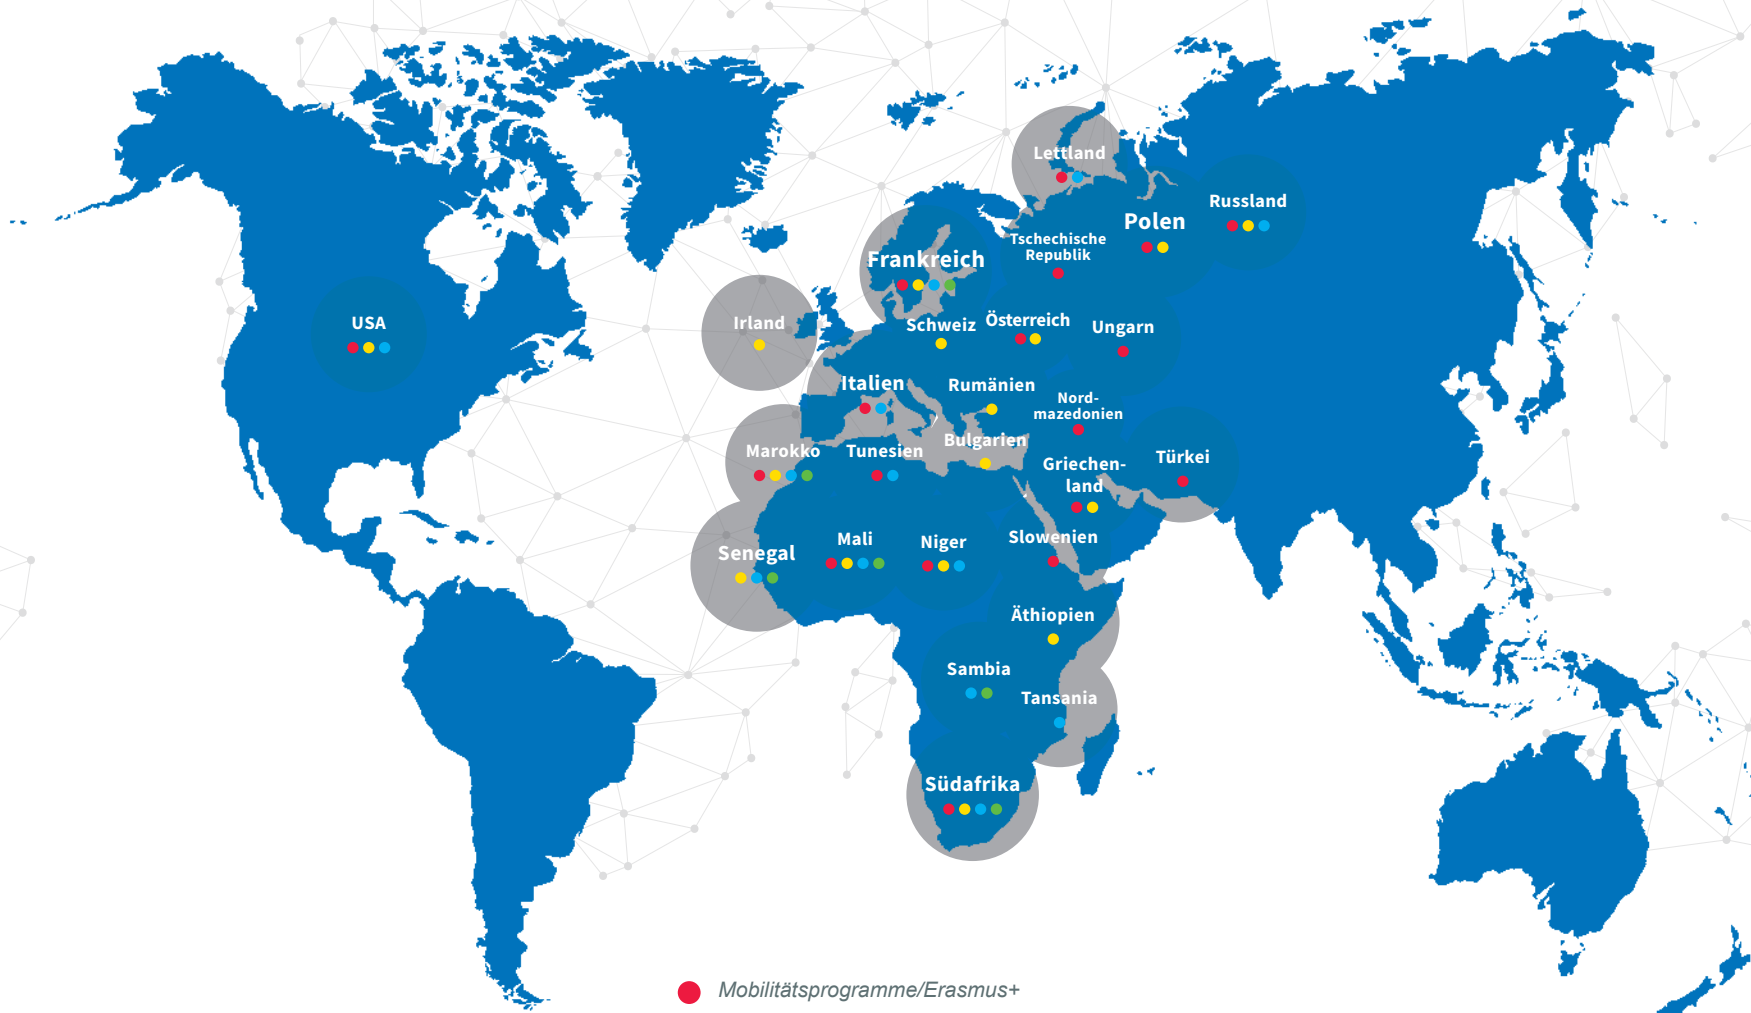 Lettland
Russland
Polen
Tschechische
Republik
Frankreich
USA
Irland
Schweiz
Österreich
Ungarn
Italien
Rumänien
Nord-
mazedonien
Bulgarien
Marokko
Tunesien
Griechen-
land
Türkei
Senegal
Mali
Niger
Slowenien
Äthiopien
Sambia
Tansania
Südafrika
Mobilitätsprogramme/Erasmus+